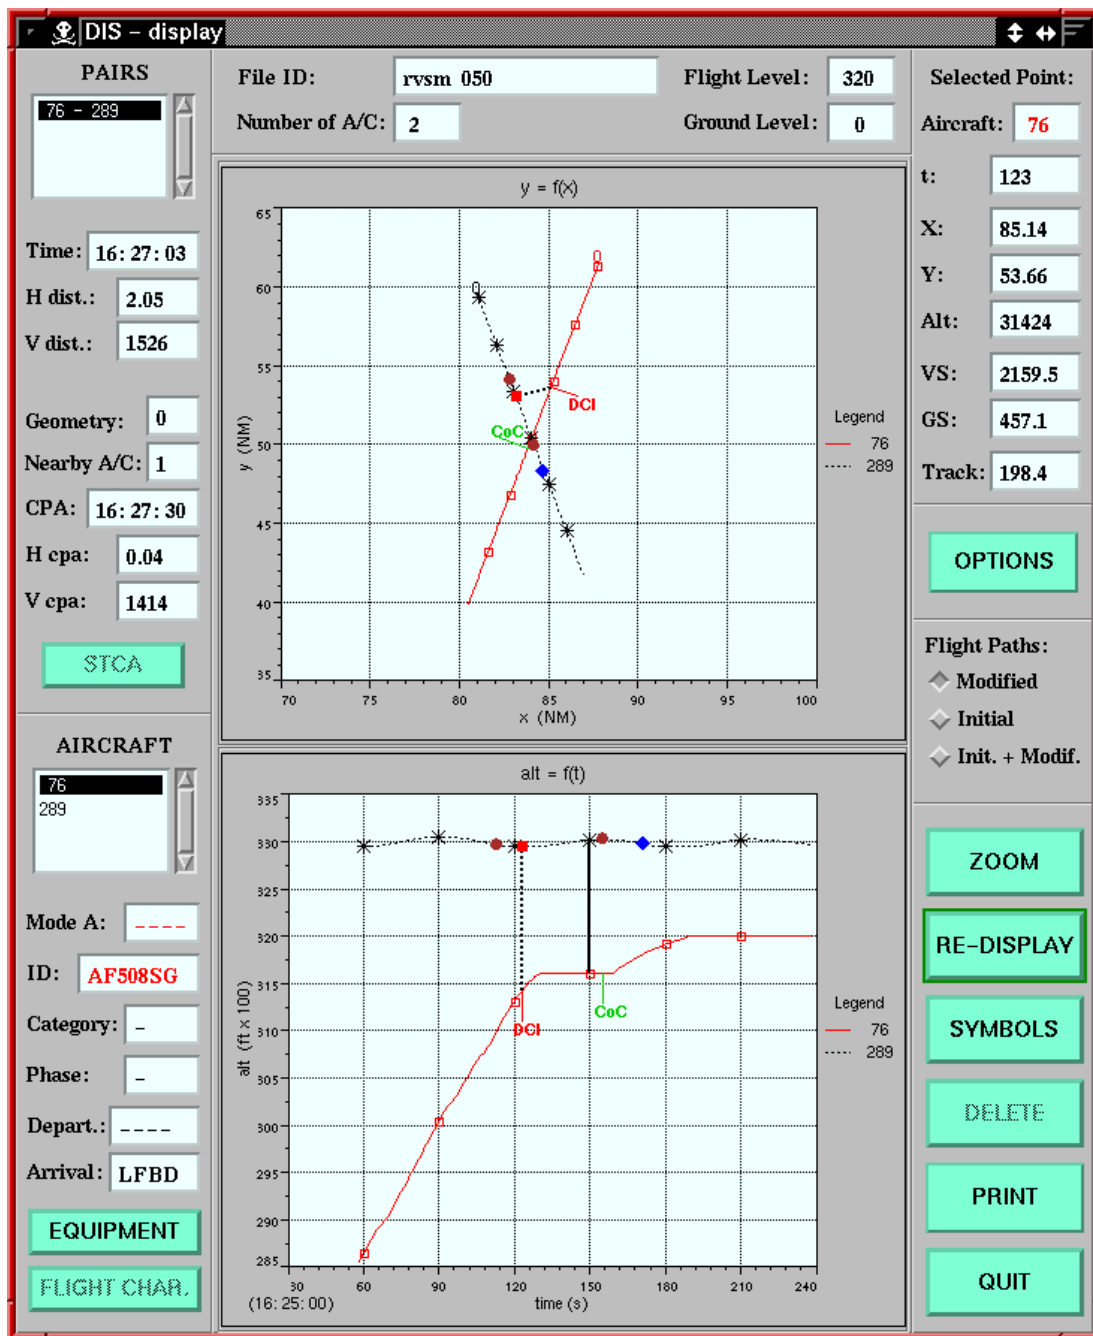 DIS – display
PAIRS
76 – 289
Time: 16:27:03
H dist.: 2.05
V dist.: 1526
Geometry: 0
Nearby A/C: 1
CPA: 16:27:30
H cpa: 0.04
V cpa: 1414
STCA
AIRCRAFT
76
289
Mode A: ----
ID: AF508SG
Category: –
Phase: –
Depart.: ----
Arrival: LFBD
EQUIPMENT
FLIGHT CHAR.
File ID: rvsm 050
Flight Level: 320
Number of A/C: 2
Ground Level: 0
y = f(x)
65
60
55
50
45
40
35
y (NM)
0
0
DCI
CoC
70 75 80 85 90 95 100
x (NM)
Legend
76
289
alt = f(t)
335
330
325
320
315
310
305
300
295
290
285
alt (ft x 100)
DCI
CoC
30 60 90 120 150 180 210 240
(16:25:00)
time (s)
Legend
76
289
Selected Point:
Aircraft: 76
t: 123
X: 85.14
Y: 53.66
Alt: 31424
VS: 2159.5
GS: 457.1
Track: 198.4
OPTIONS
Flight Paths:
Modified
Initial
Init. + Modif.
ZOOM
RE-DISPLAY
SYMBOLS
DELETE
PRINT
QUIT